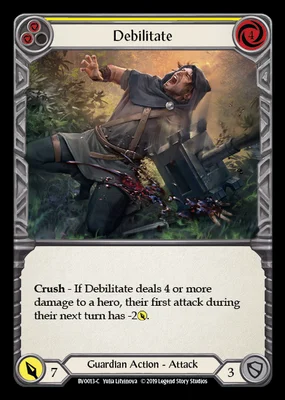 Debilitate
4
Crush - If Debilitate deals 4 or more
damage to a hero, their first attack during
their next turn has -2
7
Guardian Action - Attack
3
BVO013-C Yulia Litvinova © 2019 Legend Story Studios